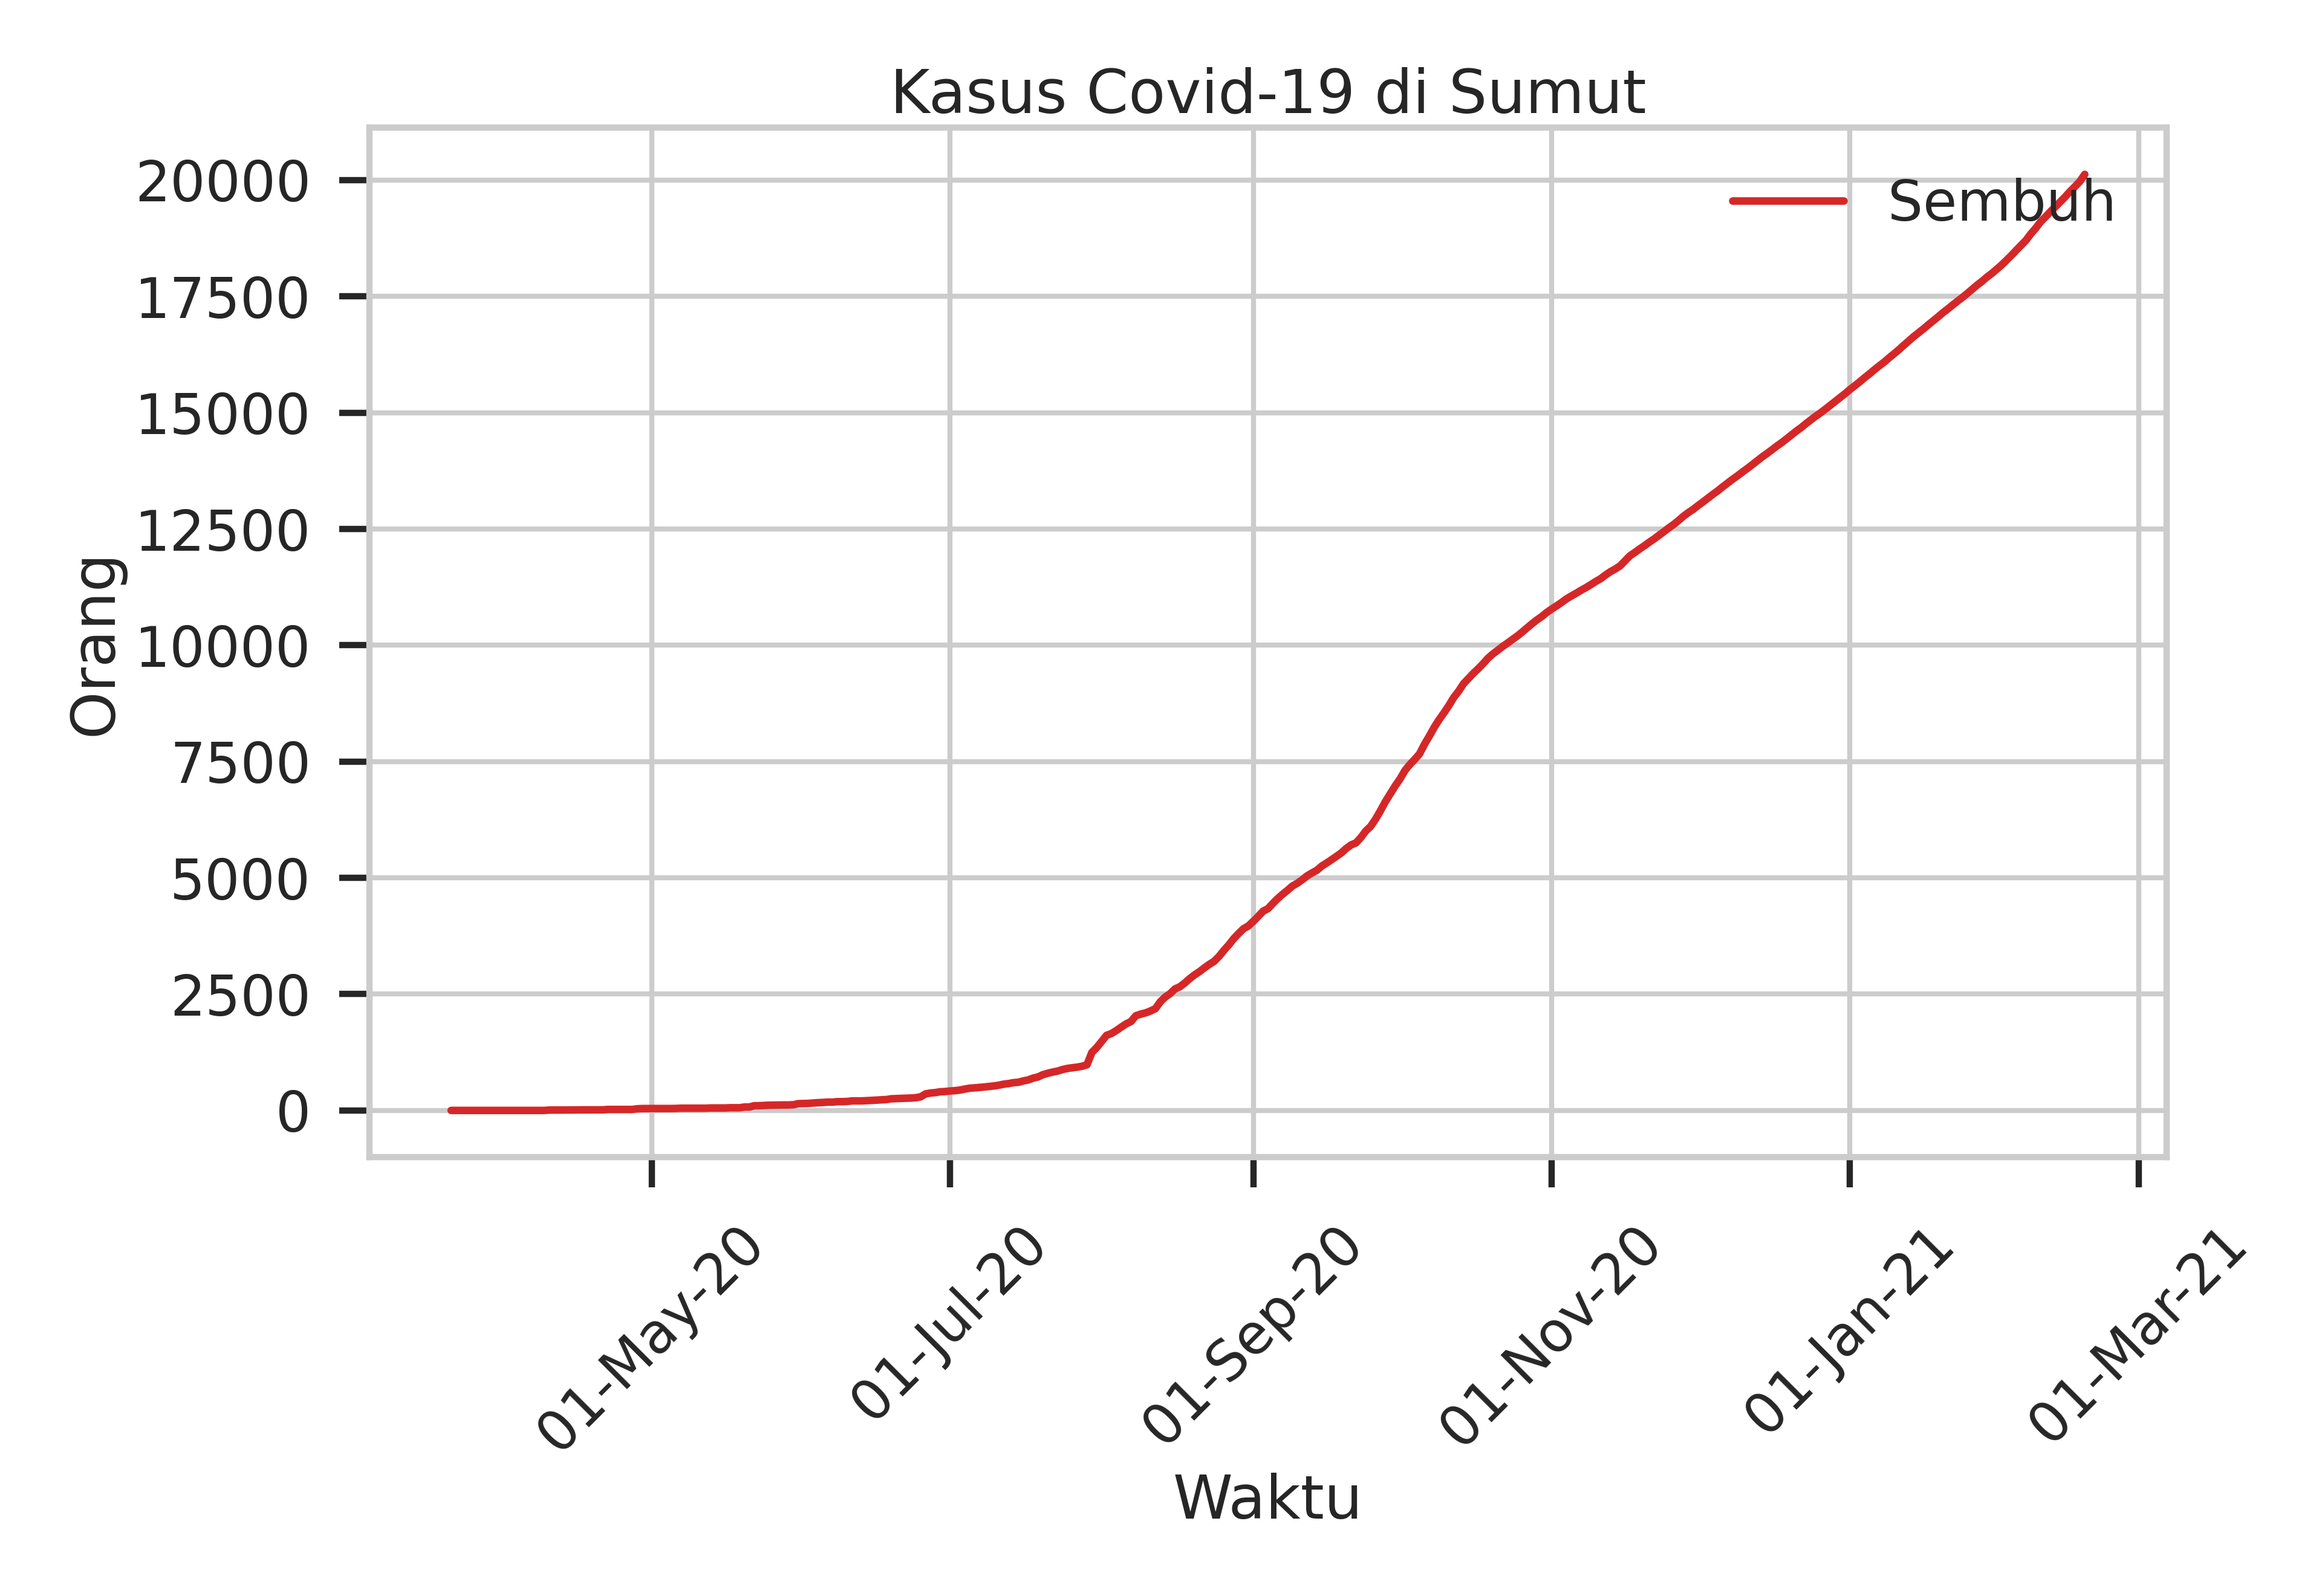 Kasus Covid-19 di Sumut
Sembuh
20000
17500
15000
12500
10000
7500
5000
2500
0
Orang
01-May-20
01-Jul-20
01-Sep-20
01-Nov-20
01-Jan-21
01-Mar-21
Waktu